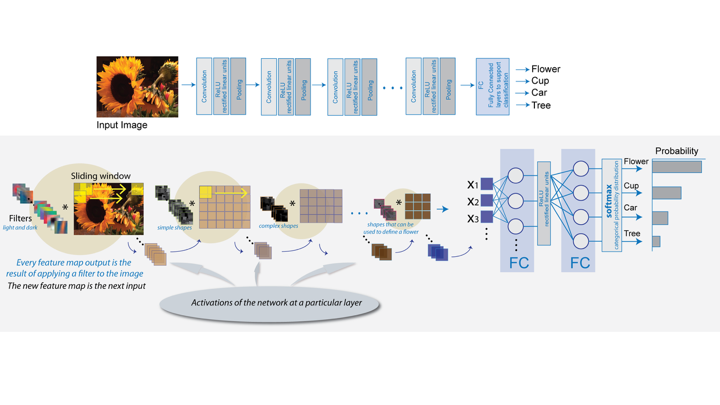 Input Image
Convolution
ReLU
rectified linear units
Pooling
Convolution
ReLU
rectified linear units
Pooling
Convolution
ReLU
rectified linear units
Pooling
Convolution
ReLU
rectified linear units
Pooling
FC
Fully Connected
layers to support
classification
Flower
Cup
Car
Tree
Sliding window
Filters
light and dark
*
simple shapes
*
complex shapes
*
shapes that can be
used to define a flower
*
Every feature map output is the
result of applying a filter to the image
The new feature map is the next input
Activations of the network at a particular layer
X1
X2
X3
FC
ReLU
rectified linear units
FC
softmax
categorical probability distribution
Probability
Flower
Cup
Car
Tree